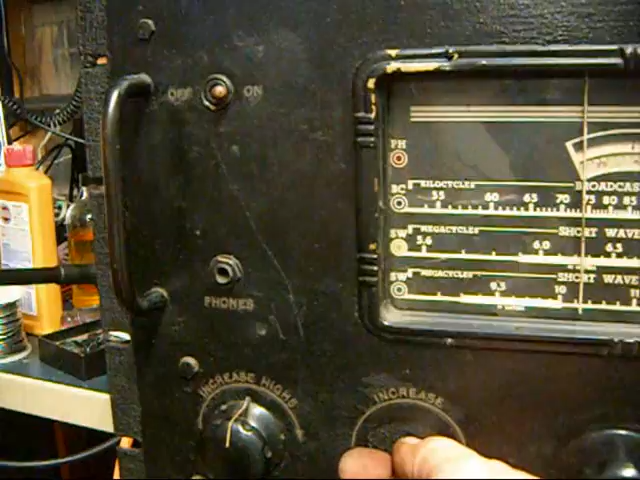 OFF ON
PH
KILOCYCLES BROADCAS
BC 55 60 65 70 75 80 85
MEGACYCLES SHORT WAVE
SW 5.6 6.0 6.5
MEGACYCLES SHORT WAVE
SW 9.5 10 11
PHONES
INCREASE HIGHS
INCREASE